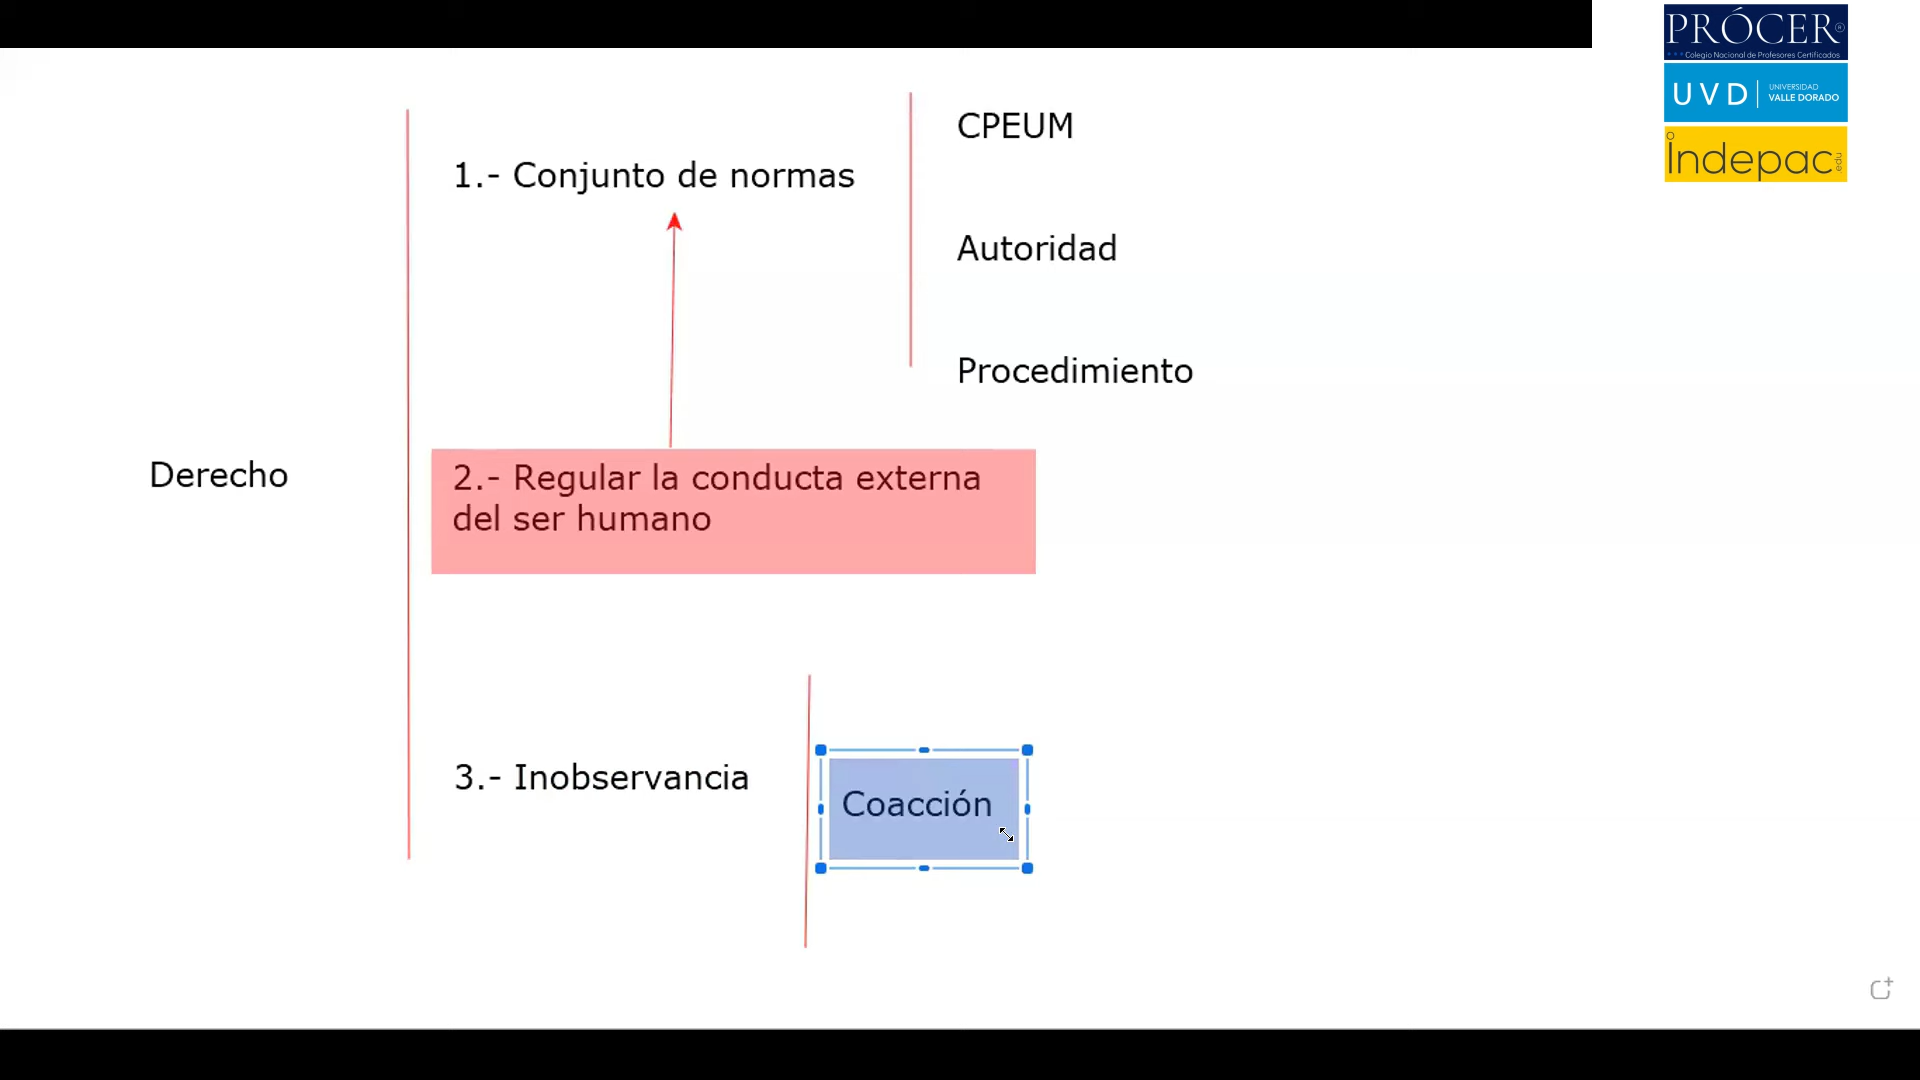 PRÓCER
Colegio Nacional de Profesores Certificados
UVD
UNIVERSIDAD
VALLE DORADO
Indepac.edu
CPEUM
1.- Conjunto de normas
Autoridad
Procedimiento
Derecho
2.- Regular la conducta externa
del ser humano
3.- Inobservancia
Coacción